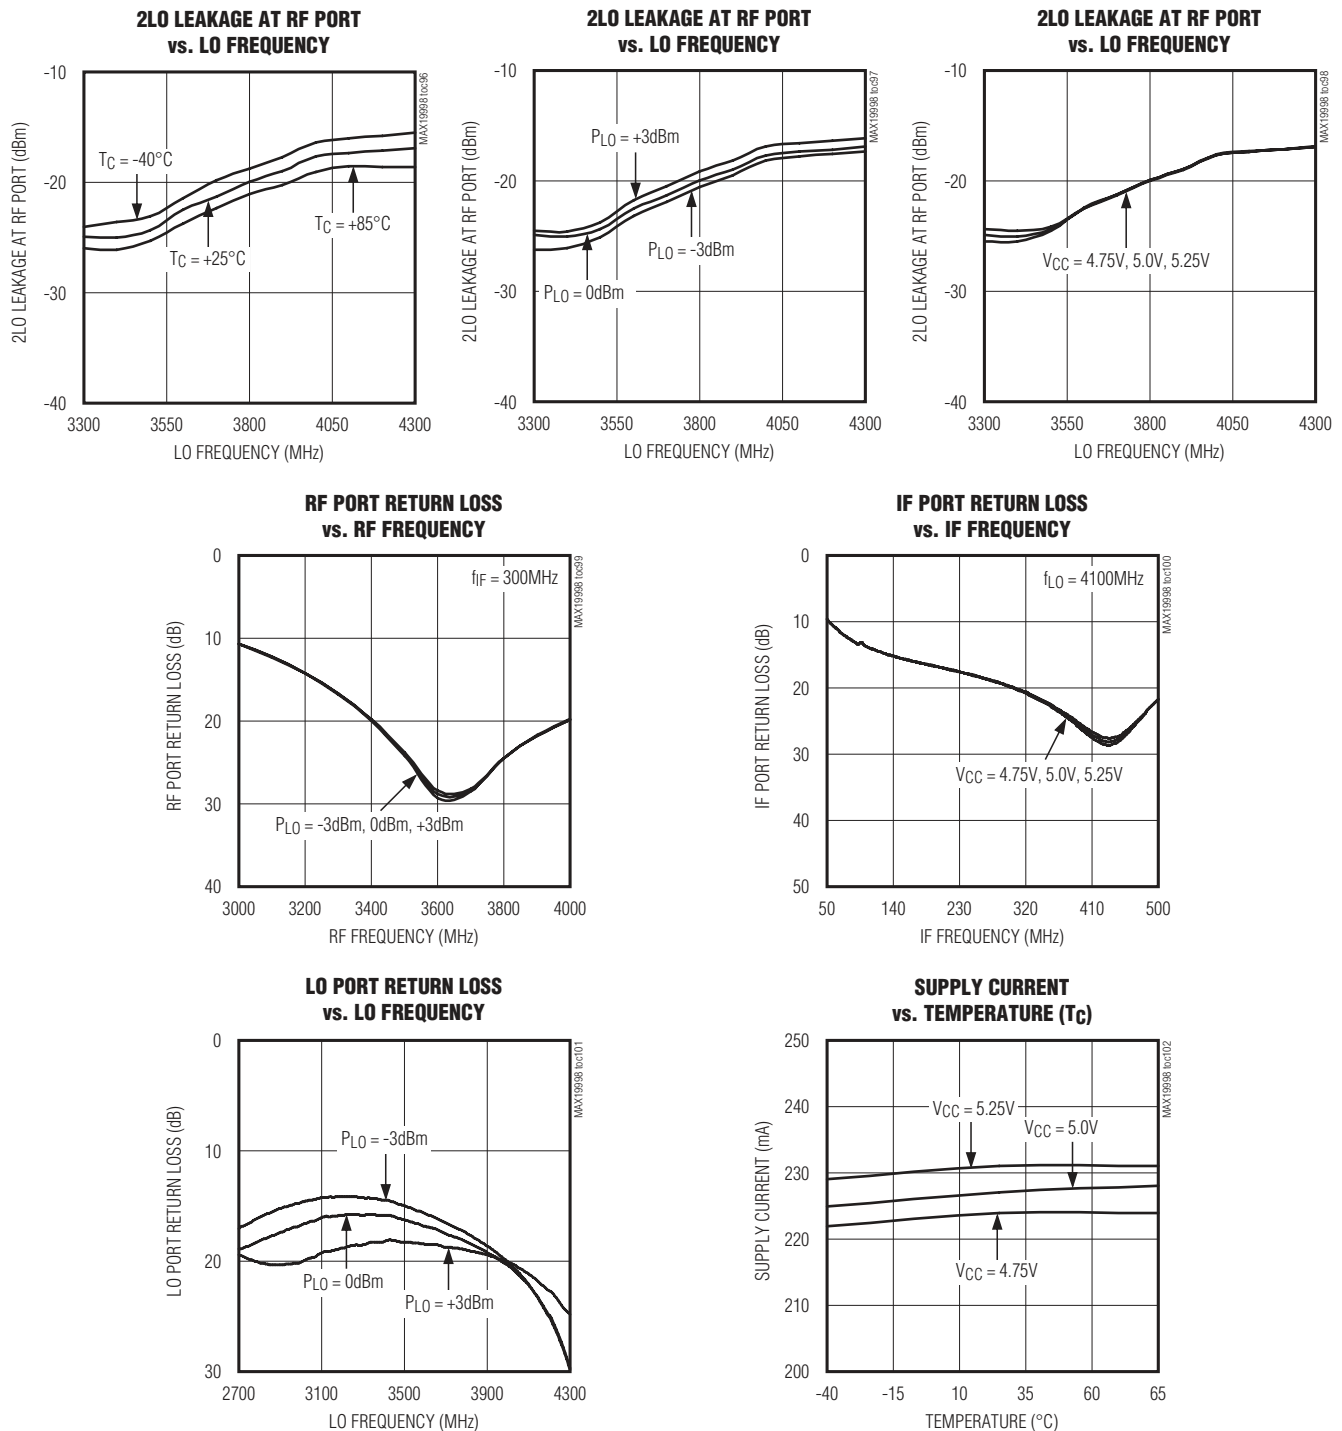 2LO LEAKAGE AT RF PORT
vs. LO FREQUENCY
MAX19998 toc96
2LO LEAKAGE AT RF PORT (dBm)
-10
-20
-30
-40
TC = -40°C
TC = +25°C
TC = +85°C
3300 3550 3800 4050 4300
LO FREQUENCY (MHz)
2LO LEAKAGE AT RF PORT
vs. LO FREQUENCY
MAX19998 toc97
2LO LEAKAGE AT RF PORT (dBm)
-10
-20
-30
-40
PLO = +3dBm
PLO = -3dBm
PLO = 0dBm
3300 3550 3800 4050 4300
LO FREQUENCY (MHz)
2LO LEAKAGE AT RF PORT
vs. LO FREQUENCY
MAX19998 toc98
2LO LEAKAGE AT RF PORT (dBm)
-10
-20
-30
-40
VCC = 4.75V, 5.0V, 5.25V
3300 3550 3800 4050 4300
LO FREQUENCY (MHz)
RF PORT RETURN LOSS
vs. RF FREQUENCY
MAX19998 toc99
RF PORT RETURN LOSS (dB)
0
10
20
30
40
fIF = 300MHz
PLO = -3dBm, 0dBm, +3dBm
3000 3200 3400 3600 3800 4000
RF FREQUENCY (MHz)
IF PORT RETURN LOSS
vs. IF FREQUENCY
MAX19998 toc100
IF PORT RETURN LOSS (dB)
0
10
20
30
40
50
fLO = 4100MHz
VCC = 4.75V, 5.0V, 5.25V
50 140 230 320 410 500
IF FREQUENCY (MHz)
LO PORT RETURN LOSS
vs. LO FREQUENCY
MAX19998 toc101
LO PORT RETURN LOSS (dB)
0
10
20
30
PLO = -3dBm
PLO = 0dBm
PLO = +3dBm
2700 3100 3500 3900 4300
LO FREQUENCY (MHz)
SUPPLY CURRENT
vs. TEMPERATURE (TC)
MAX19998 toc102
SUPPLY CURRENT (mA)
250
240
230
220
210
200
VCC = 5.25V
VCC = 5.0V
VCC = 4.75V
-40 -15 10 35 60 65
TEMPERATURE (°C)